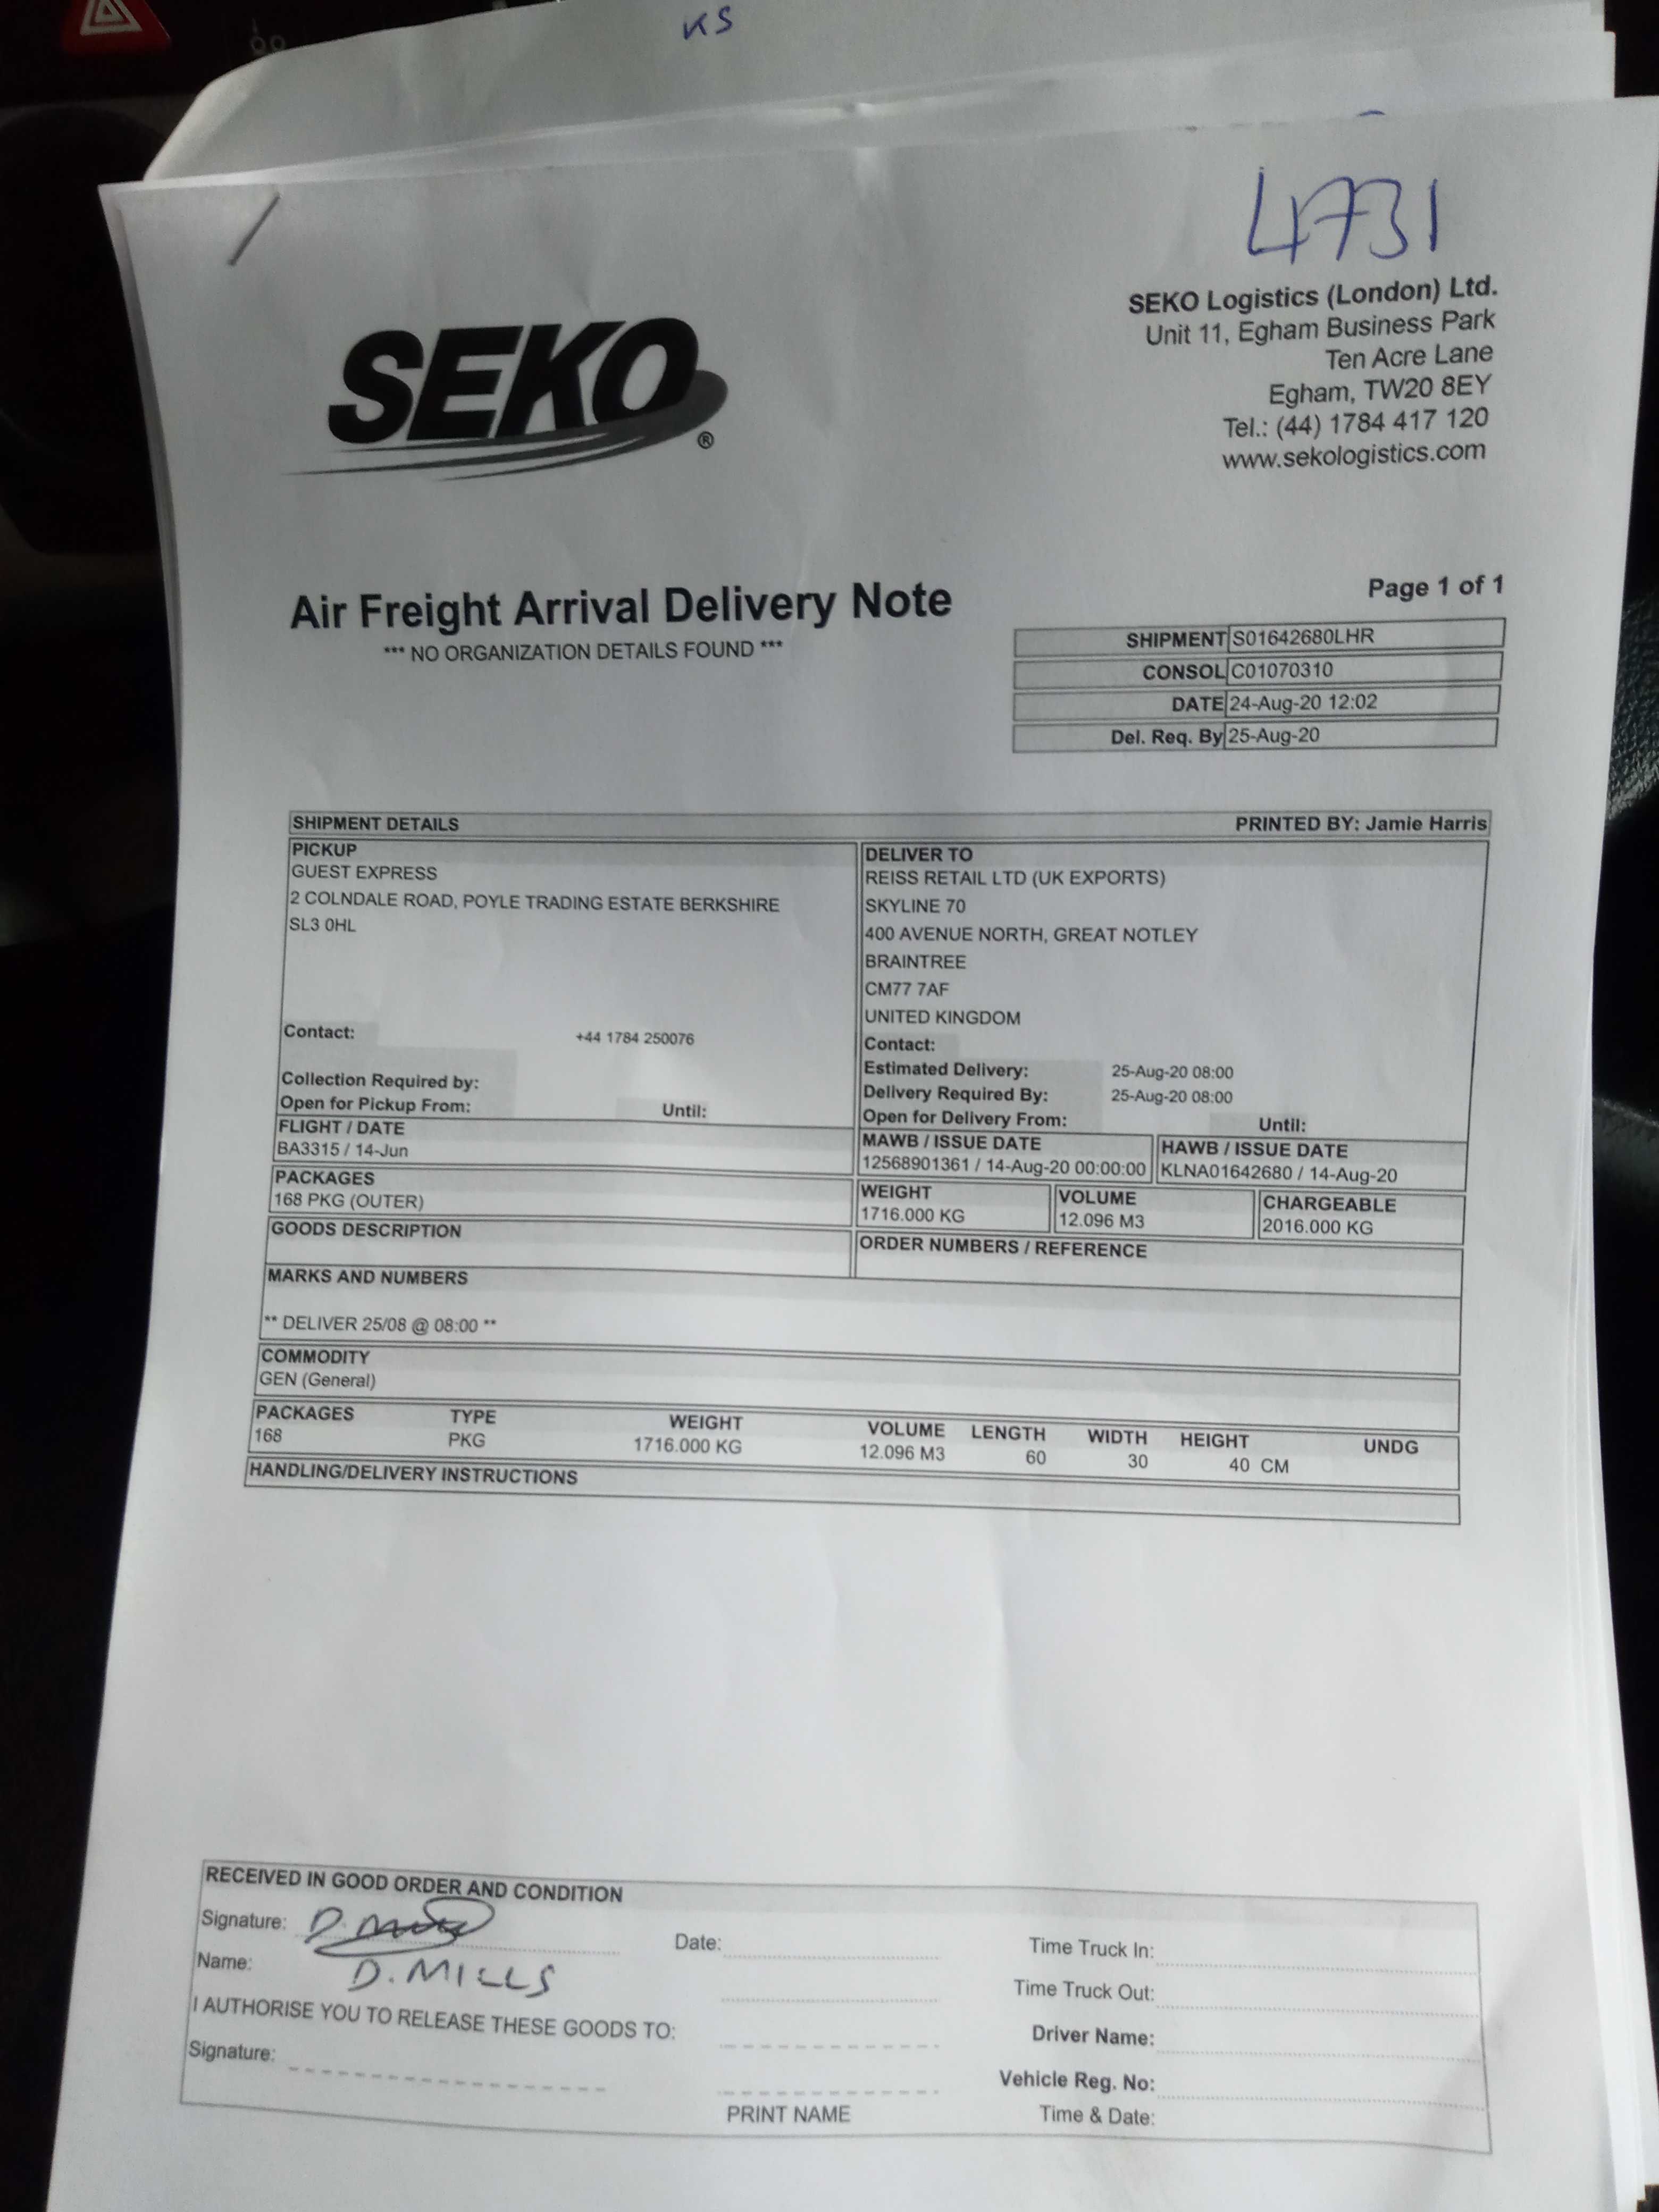 KS
4731
SEKO®
SEKO Logistics (London) Ltd.
Unit 11, Egham Business Park
Ten Acre Lane
Egham, TW20 8EY
Tel.: (44) 1784 417 120
www.sekologistics.com
Air Freight Arrival Delivery Note
*** NO ORGANIZATION DETAILS FOUND ***
Page 1 of 1
SHIPMENT S01642680LHR
CONSOL C01070310
DATE 24-Aug-20 12:02
Del. Req. By 25-Aug-20
SHIPMENT DETAILS PRINTED BY: Jamie Harris
PICKUP
GUEST EXPRESS
2 COLNDALE ROAD, POYLE TRADING ESTATE BERKSHIRE
SL3 0HL
Contact: +44 1784 250076
Collection Required by:
Open for Pickup From: Until:
DELIVER TO
REISS RETAIL LTD (UK EXPORTS)
SKYLINE 70
400 AVENUE NORTH, GREAT NOTLEY
BRAINTREE
CM77 7AF
UNITED KINGDOM
Contact:
Estimated Delivery: 25-Aug-20 08:00
Delivery Required By: 25-Aug-20 08:00
Open for Delivery From: Until:
FLIGHT / DATE
BA3315 / 14-Jun
MAWB / ISSUE DATE
12568901361 / 14-Aug-20 00:00:00
HAWB / ISSUE DATE
KLNA01642680 / 14-Aug-20
PACKAGES
168 PKG (OUTER)
WEIGHT
1716.000 KG
VOLUME
12.096 M3
CHARGEABLE
2016.000 KG
GOODS DESCRIPTION
ORDER NUMBERS / REFERENCE
MARKS AND NUMBERS
** DELIVER 25/08 @ 08:00 **
COMMODITY
GEN (General)
PACKAGES TYPE WEIGHT VOLUME LENGTH WIDTH HEIGHT UNDG
168 PKG 1716.000 KG 12.096 M3 60 30 40 CM
HANDLING/DELIVERY INSTRUCTIONS
RECEIVED IN GOOD ORDER AND CONDITION
Signature: D. Mills Date: Time Truck In:
Name: D. MILLS Time Truck Out:
I AUTHORISE YOU TO RELEASE THESE GOODS TO: Driver Name:
Signature: Vehicle Reg. No:
PRINT NAME Time & Date: